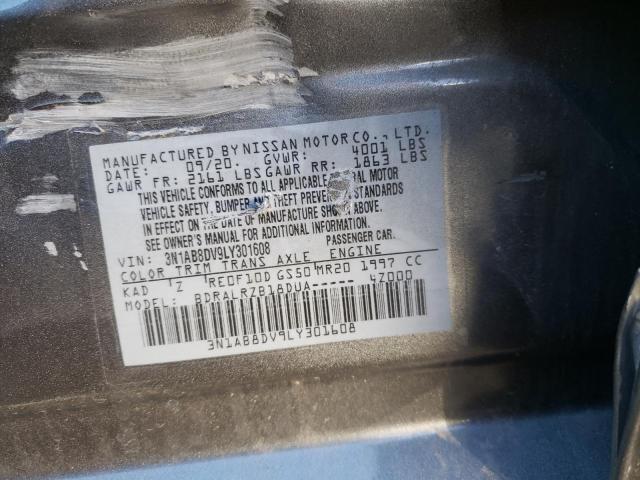 MANUFACTURED BY NISSAN MOTOR CO., LTD.
DATE: 09/20. GVWR: 4001 LBS
GAWR FR: 2161 LBS GAWR RR: 1863 LBS
THIS VEHICLE CONFORMS TO ALL APPLICABLE MOTOR
VEHICLE SAFETY, BUMPER AND THEFT STANDARDS
IN EFFECT ON THE DATE OF MANUFACTURE SHOWN ABOVE.
SEE OWNER'S MANUAL FOR ADDITIONAL INFORMATION.
VIN: 3N1AB8DV9LY301608 PASSENGER CAR.
COLOR TRIM TRANS AXLE ENGINE
KAD Z RE0F10D GS50 MR20 1997 CC
MODEL: BDRALRZB18DUA----- 4Z000
3N1AB8DV9LY301608